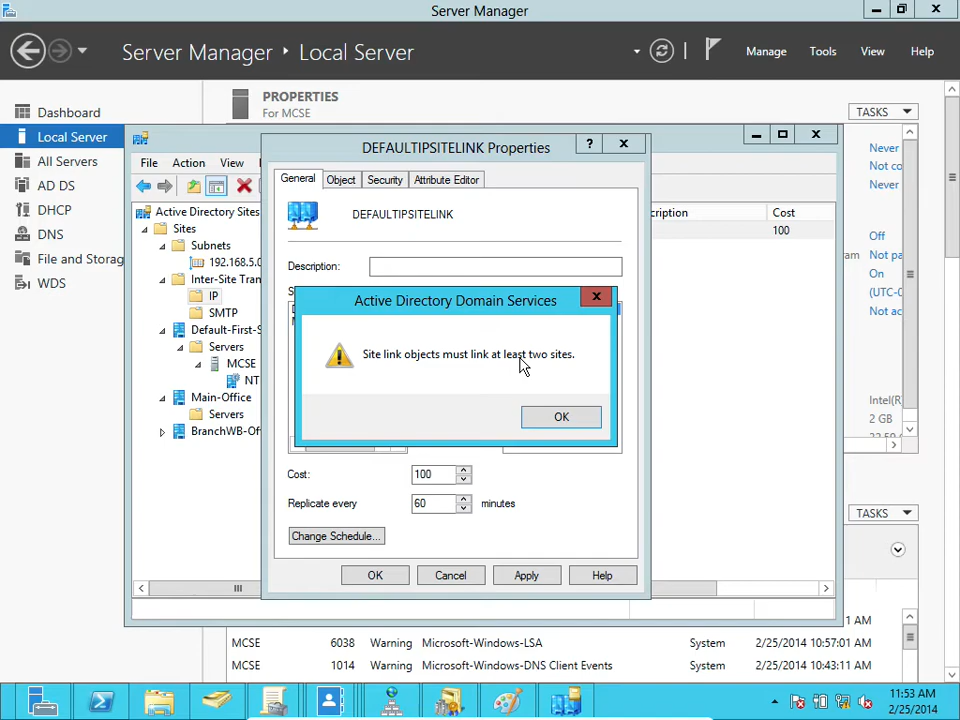 Server Manager
Server Manager ‣ Local Server
Manage Tools View Help
Dashboard
Local Server
All Servers
AD DS
DHCP
DNS
File and Storag
WDS
PROPERTIES
For MCSE
TASKS
Never
Not co
Never
Off
Not pa
On
(UTC-0
Not ac
Intel(R)
2 GB
File Action View
Active Directory Sites
Sites
Subnets
192.168.5.0
Inter-Site Tran
IP
SMTP
Default-First-S
Servers
MCSE
NT
Main-Office
Servers
BranchWB-Of
cription Cost
100
DEFAULTIPSITELINK Properties
? x
General Object Security Attribute Editor
DEFAULTIPSITELINK
Description:
Active Directory Domain Services
Site link objects must link at least two sites.
OK
Cost: 100
Replicate every 60 minutes
Change Schedule...
OK Cancel Apply Help
TASKS
1 AM
MCSE 6038 Warning Microsoft-Windows-LSA System 2/25/2014 10:57:01 AM
MCSE 1014 Warning Microsoft-Windows-DNS Client Events System 2/25/2014 10:43:11 AM
11:53 AM
2/25/2014